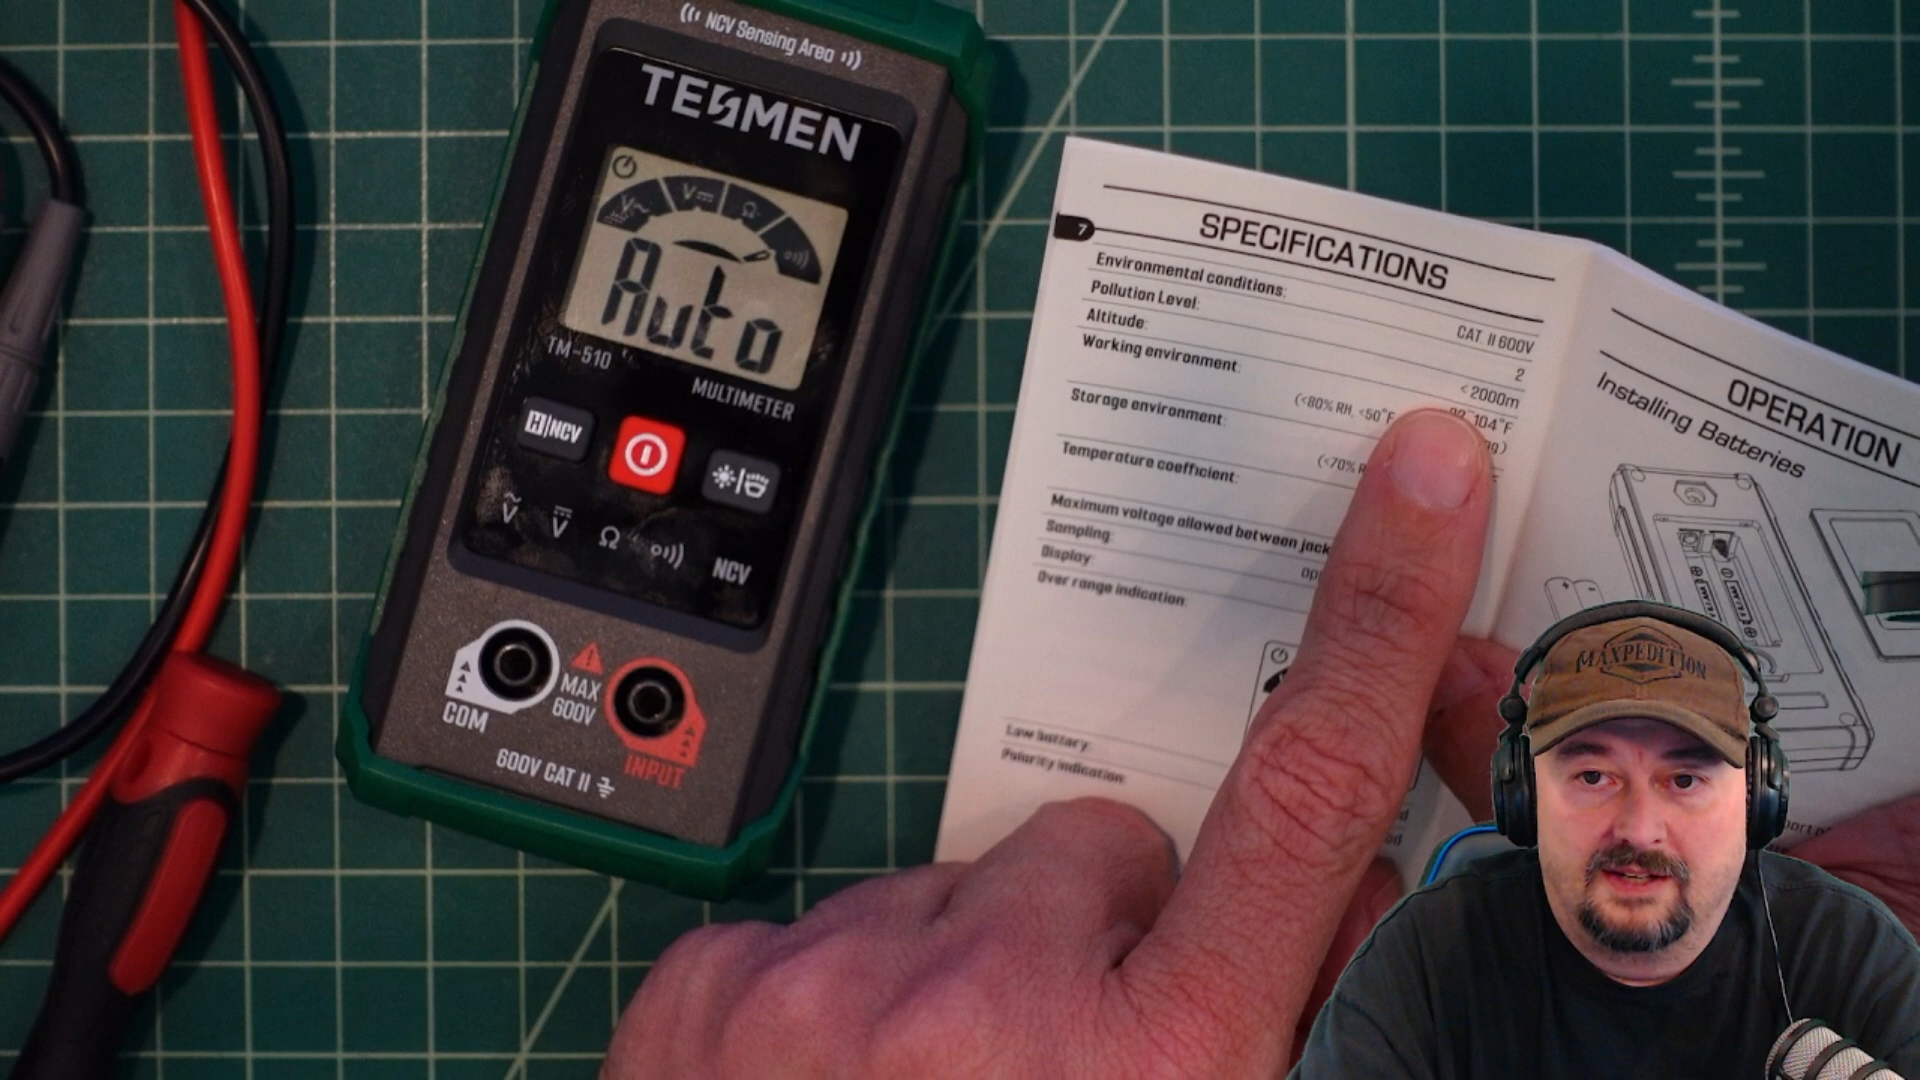 NCV Sensing Area
TESMEN
Auto
TM-510
MULTIMETER
H|NCV
V
V
Ω
NCV
COM
MAX
600V
INPUT
600V CAT II
7
SPECIFICATIONS
Environmental conditions: CAT. II 600V
Pollution Level: 2
Altitude: < 2000m
Working environment: 104°F
(<80% RH, <50°F
Storage environment:
(<70%
Temperature coefficient:
Maximum voltage allowed between
Sampling:
Display:
Over range indication:
Low battery:
Polarity indication:
OPERATION
Installing Batteries
MAXPEDITION